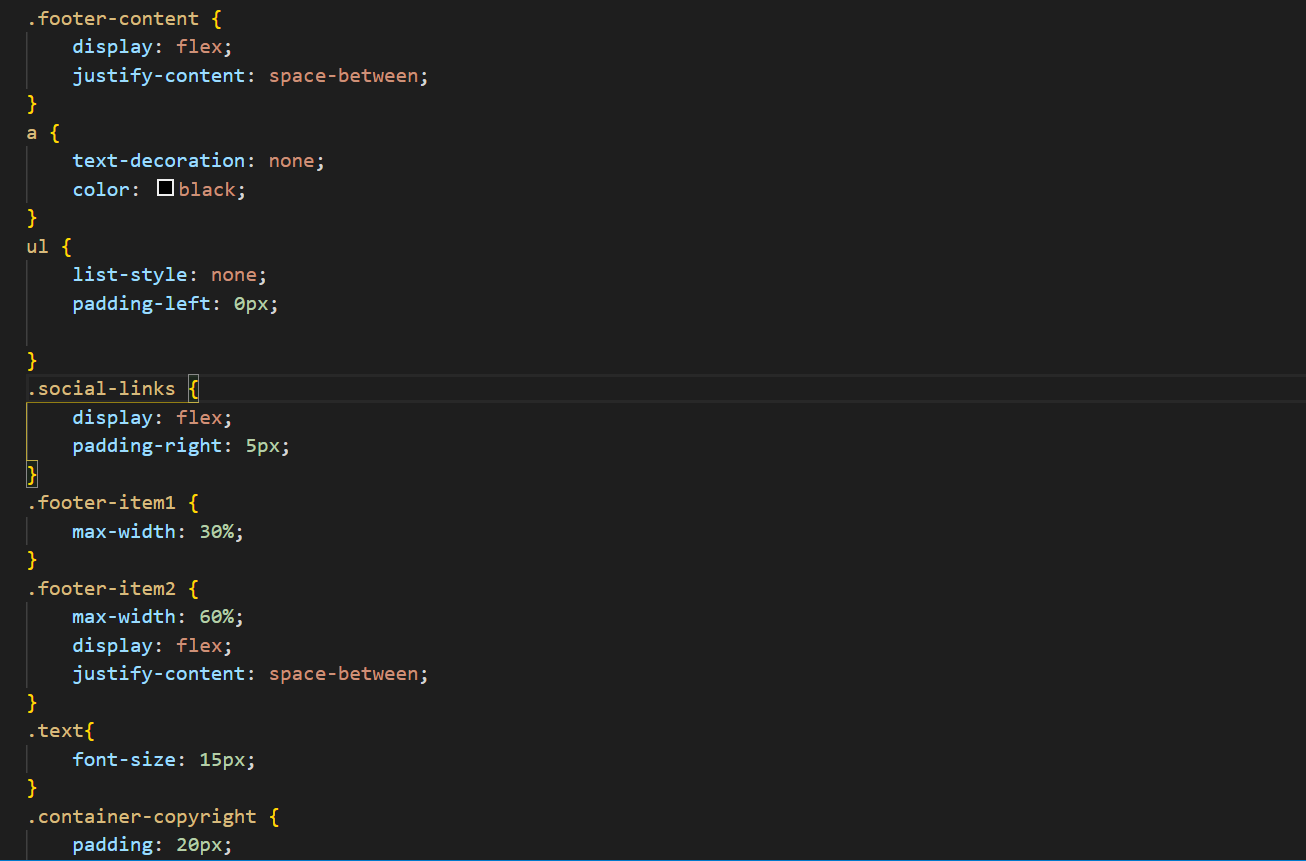 .footer-content {
    display: flex;
    justify-content: space-between;
}
a {
    text-decoration: none;
    color: black;
}
ul {
    list-style: none;
    padding-left: 0px;

}
.social-links {
    display: flex;
    padding-right: 5px;
}
.footer-item1 {
    max-width: 30%;
}
.footer-item2 {
    max-width: 60%;
    display: flex;
    justify-content: space-between;
}
.text{
    font-size: 15px;
}
.container-copyright {
    padding: 20px;